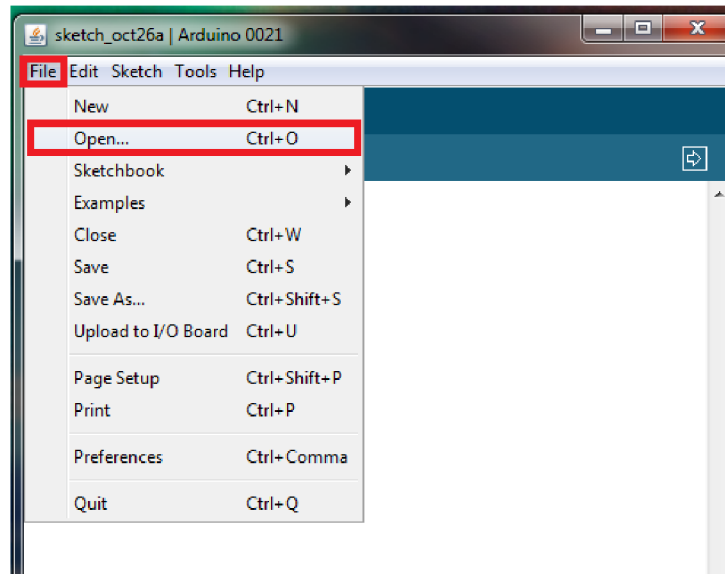 sketch_oct26a | Arduino 0021
File Edit Sketch Tools Help
New Ctrl+N
Open... Ctrl+O
Sketchbook
Examples
Close Ctrl+W
Save Ctrl+S
Save As... Ctrl+Shift+S
Upload to I/O Board Ctrl+U
Page Setup Ctrl+Shift+P
Print Ctrl+P
Preferences Ctrl+Comma
Quit Ctrl+Q